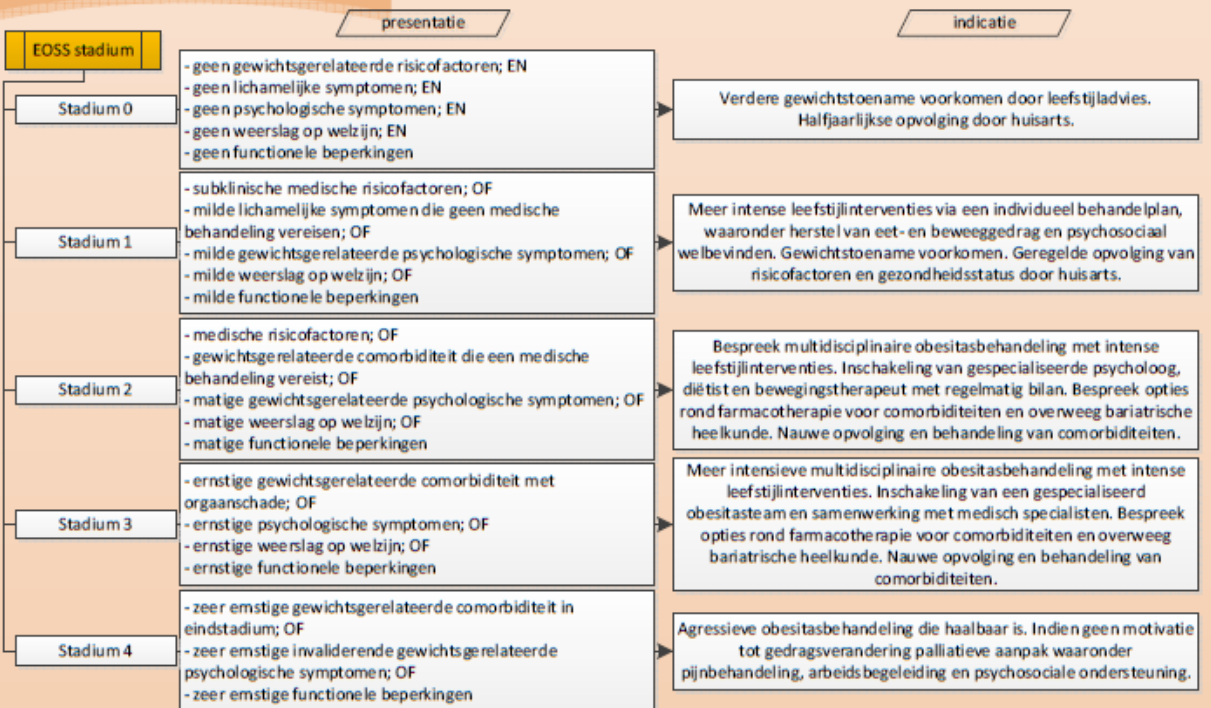 presentatie
indicatie
EOSS stadium
Stadium 0
- geen gewichtsgerelateerde risicofactoren; EN
- geen lichamelijke symptomen; EN
- geen psychologische symptomen; EN
- geen weerslag op welzijn; EN
- geen functionele beperkingen
Verdere gewichtstoename voorkomen door leefstijladvies.
Halfjaarlijkse opvolging door huisarts.
Stadium 1
- subklinische medische risicofactoren; OF
- milde lichamelijke symptomen die geen medische
behandeling vereisen; OF
- milde gewichtsgerelateerde psychologische symptomen; OF
- milde weerslag op welzijn; OF
- milde functionele beperkingen
Meer intense leefstijlinterventies via een individueel behandelplan,
waaronder herstel van eet- en beweeggedrag en psychosociaal
welbevinden. Gewichtstoename voorkomen. Geregelde opvolging van
risicofactoren en gezondheidsstatus door huisarts.
Stadium 2
- medische risicofactoren; OF
- gewichtsgerelateerde comorbiditeit die een medische
behandeling vereist; OF
- matige gewichtsgerelateerde psychologische symptomen; OF
- matige weerslag op welzijn; OF
- matige functionele beperkingen
Bespreek multidisciplinaire obesitasbehandeling met intense
leefstijlinterventies. Inschakeling van gespecialiseerde psycholoog,
diëtist en bewegingstherapeut met regelmatig bilan. Bespreek opties
rond farmacotherapie voor comorbiditeiten en overweeg bariatrische
heelkunde. Nauwe opvolging en behandeling van comorbiditeiten.
Stadium 3
- ernstige gewichtsgerelateerde comorbiditeit met
orgaanschade; OF
- ernstige psychologische symptomen; OF
- ernstige weerslag op welzijn; OF
- ernstige functionele beperkingen
Meer intensieve multidisciplinaire obesitasbehandeling met intense
leefstijlinterventies. Inschakeling van een gespecialiseerd
obesitasteam en samenwerking met medisch specialisten. Bespreek
opties rond farmacotherapie voor comorbiditeiten en overweeg
bariatrische heelkunde. Nauwe opvolging en behandeling van
comorbiditeiten.
Stadium 4
- zeer ernstige gewichtsgerelateerde comorbiditeit in
eindstadium; OF
- zeer ernstige invaliderende gewichtsgerelateerde
psychologische symptomen; OF
- zeer ernstige functionele beperkingen
Agressieve obesitasbehandeling die haalbaar is. Indien geen motivatie
tot gedragsverandering palliatieve aanpak waaronder
pijnbehandeling, arbeidsbegeleiding en psychosociale ondersteuning.